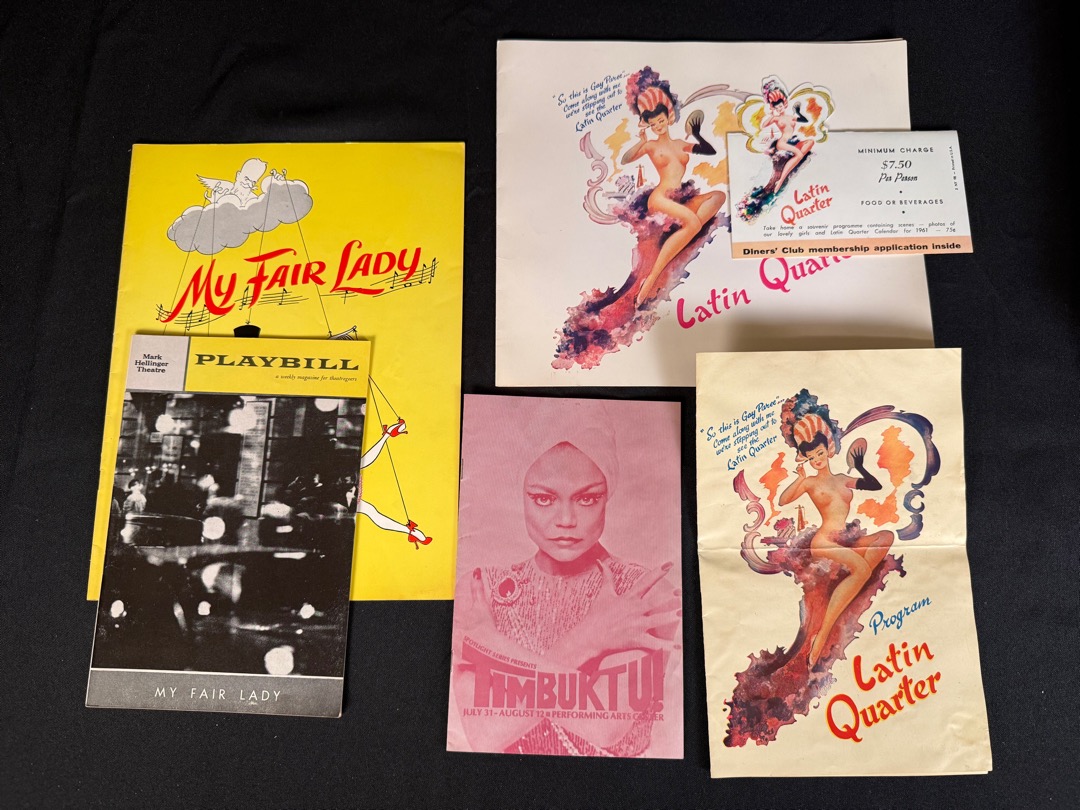 MY FAIR LADY
Mark
Hellinger
Theatre
PLAYBILL
a weekly magazine for theatregoers
MY FAIR LADY
"So this is Gay Paree"...
Come along with me
we're stepping out to
see the
Latin Quarter
Latin
MINIMUM CHARGE
$7.50
Per Person
•
FOOD OR BEVERAGES
•
Latin
Quarter
Take home a souvenir programme containing scenes — photos of
our lovely girls and Latin Quarter Calendar for 1961 — 75¢
Diners' Club membership application inside
SPOTLIGHT SERIES PRESENTS
TIMBUKTU!
JULY 31-AUGUST 12 PERFORMING ARTS CENTER
"So this is Gay Paree"...
Come along with me
we're stepping out to
see the
Latin Quarter
Program
Latin
Quarter